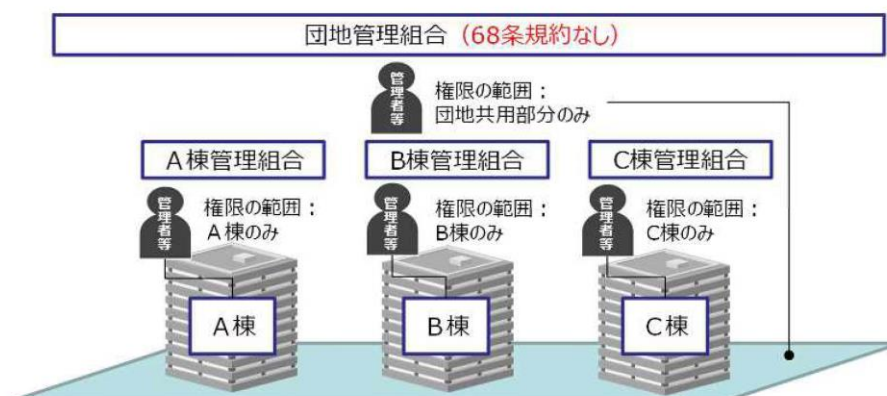 団地管理組合（68条規約なし）
管理者等
権限の範囲：
団地共用部分のみ
A棟管理組合
B棟管理組合
C棟管理組合
管理者等
権限の範囲：
A棟のみ
管理者等
権限の範囲：
B棟のみ
管理者等
権限の範囲：
C棟のみ
A棟
B棟
C棟